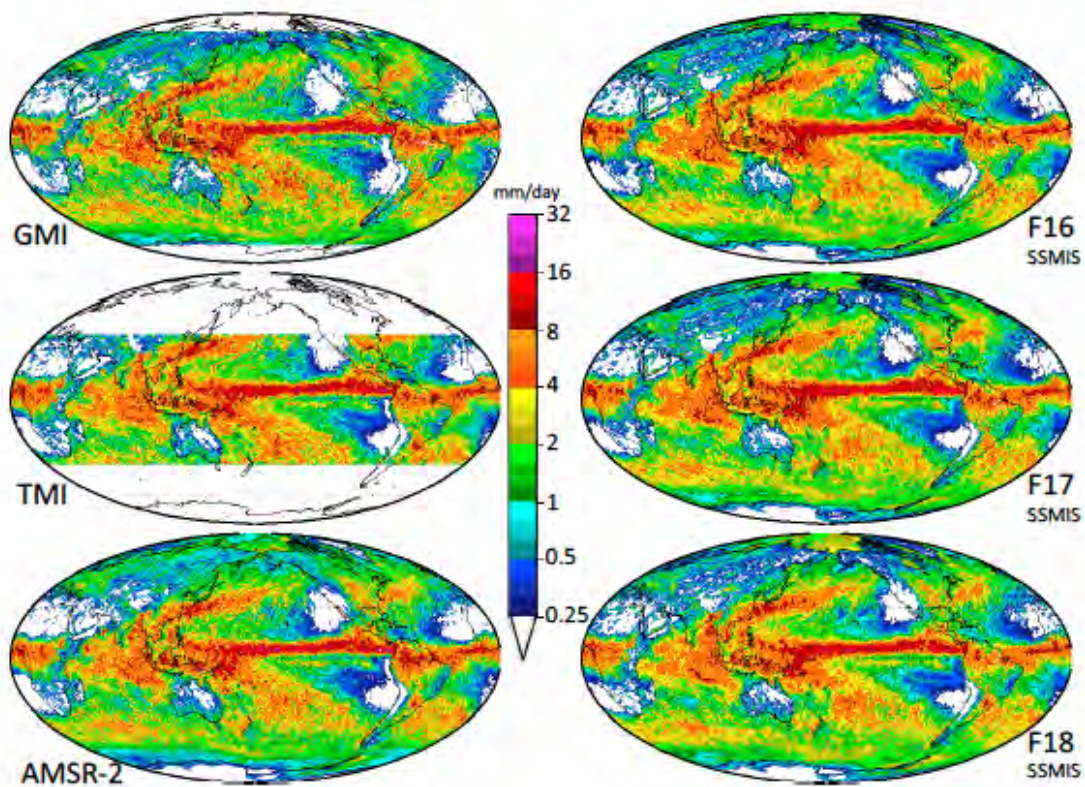 GMI
F16
SSMIS
mm/day
32
16
8
4
2
1
0.5
0.25
TMI
F17
SSMIS
AMSR-2
F18
SSMIS